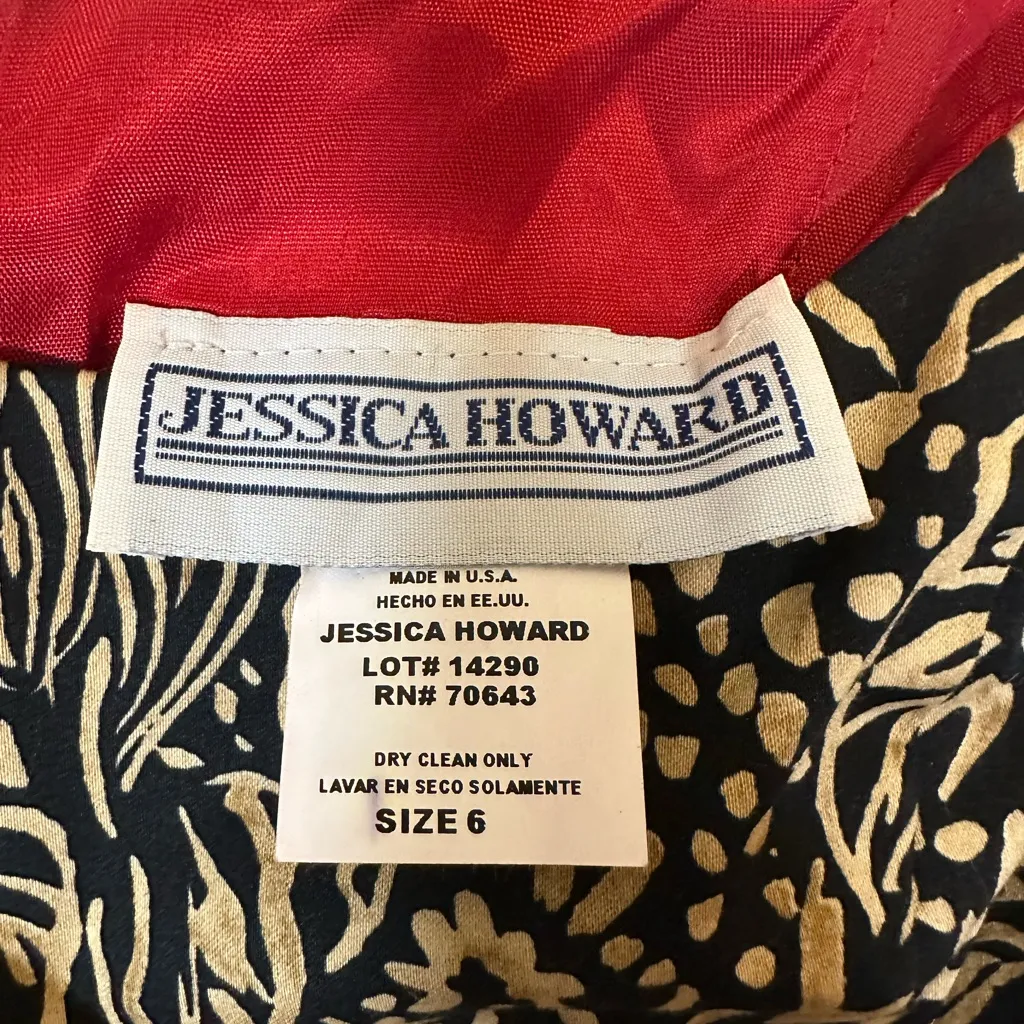 JESSICA HOWARD
MADE IN U.S.A.
HECHO EN EE.UU.
JESSICA HOWARD
LOT# 14290
RN# 70643
DRY CLEAN ONLY
LAVAR EN SECO SOLAMENTE
SIZE 6